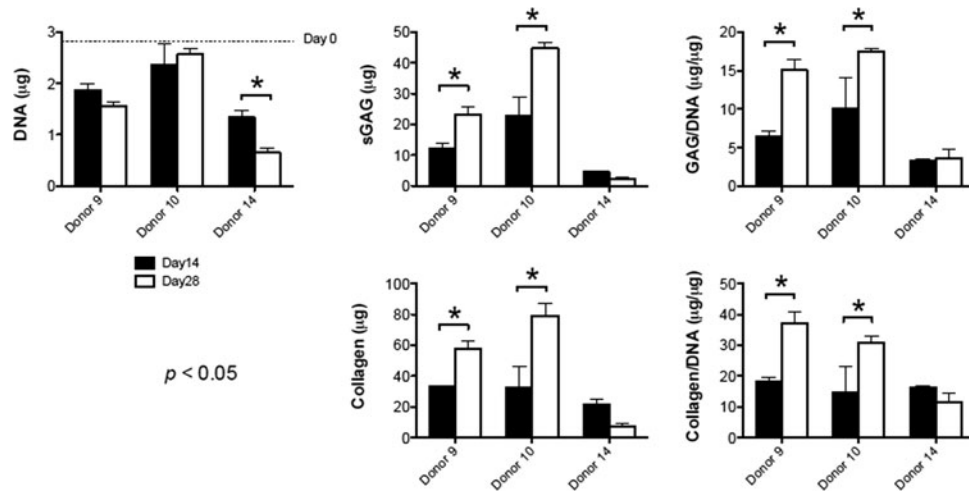 DNA (µg)
3
2
1
0
Day 0
*
Donor 9
Donor 10
Donor 14
sGAG (µg)
50
40
30
20
10
0
*
*
Donor 9
Donor 10
Donor 14
GAG/DNA (µg/µg)
20
15
10
5
0
*
*
Donor 9
Donor 10
Donor 14
Day14
Day28
p < 0.05
Collagen (µg)
100
80
60
40
20
0
*
*
Donor 9
Donor 10
Donor 14
Collagen/DNA (µg/µg)
50
40
30
20
10
0
*
*
Donor 9
Donor 10
Donor 14